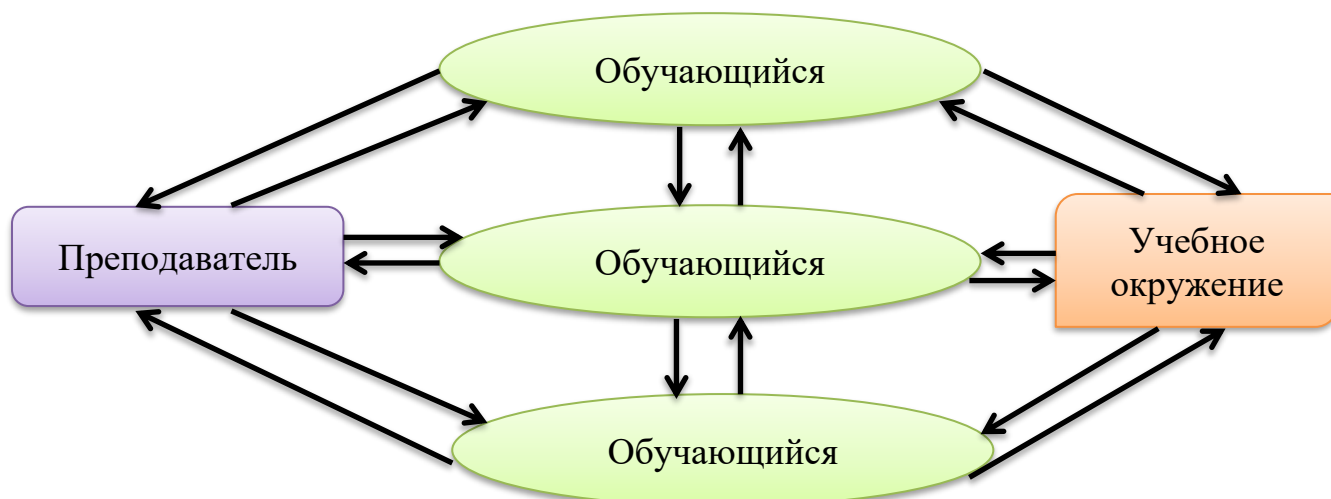 Обучающийся
Преподаватель
Обучающийся
Учебное
окружение
Обучающийся